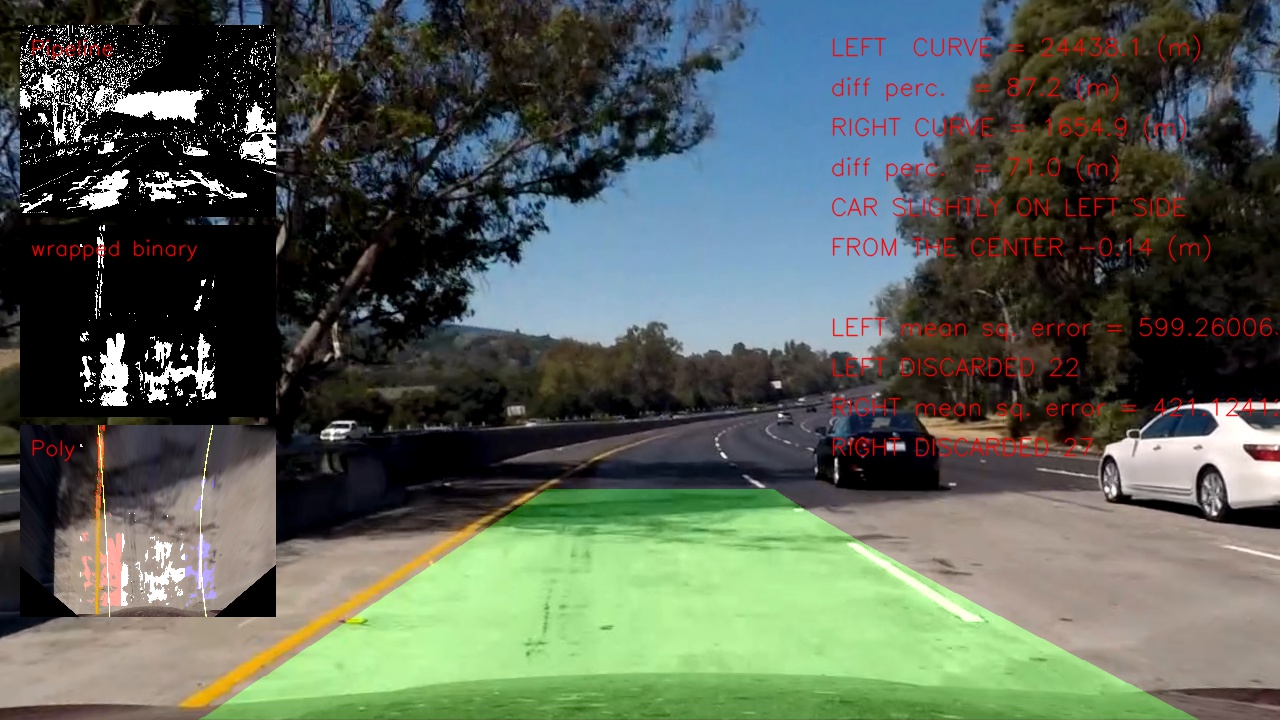 Pipeline
wrapped binary
Poly
LEFT CURVE = 24438.1 (m)
diff perc. = 87.2 (m)
RIGHT CURVE = 1654.9 (m)
diff perc. = 71.0 (m)
CAR SLIGHTLY ON LEFT SIDE
FROM THE CENTER -0.14 (m)
LEFT mean sq. error = 599.26006
LEFT DISCARDED 22
RIGHT mean sq. error = 421.1241
RIGHT DISCARDED 27